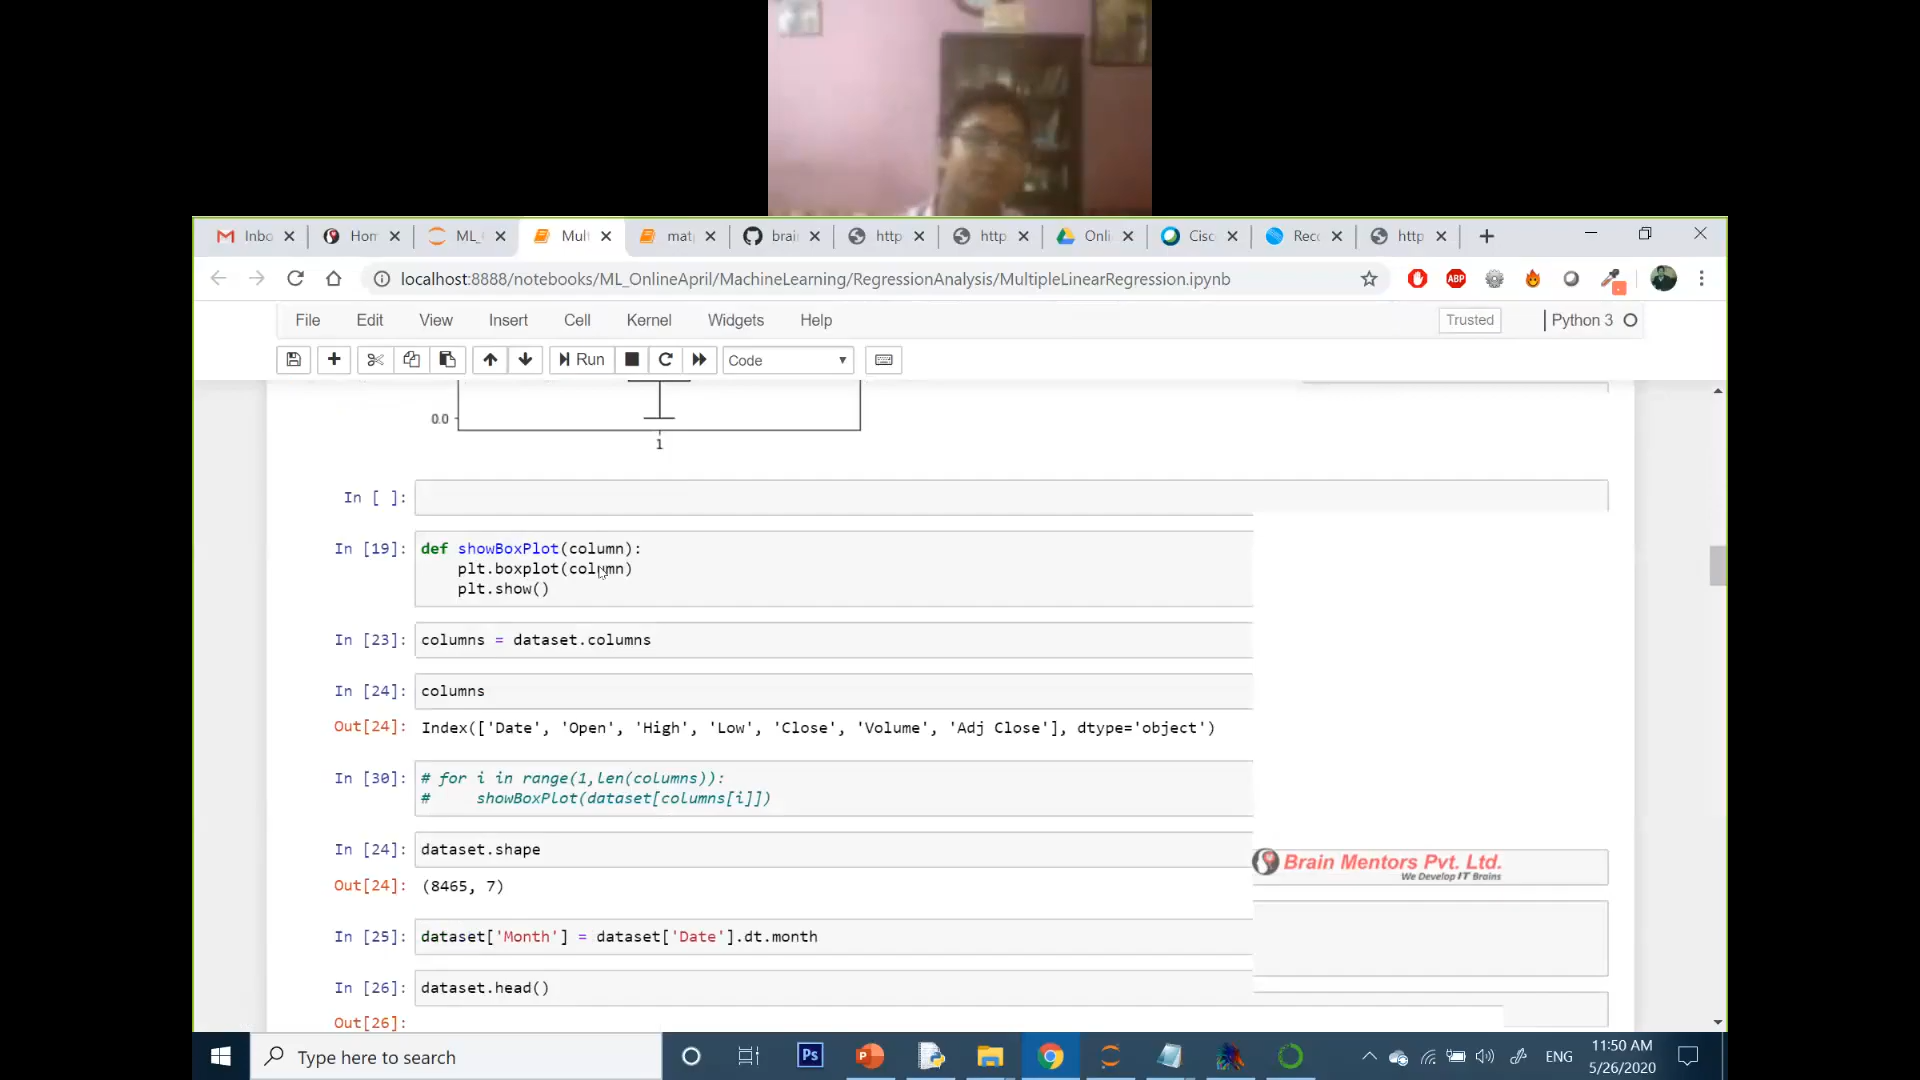 Inbo
Hom
ML_
Mult
mat
brai
http
http
Onli
Cisc
Reco
http
localhost:8888/notebooks/ML_OnlineApril/MachineLearning/RegressionAnalysis/MultipleLinearRegression.ipynb
ABP
File Edit View Insert Cell Kernel Widgets Help
Trusted
Python 3
Run
Code
0.0
1
In [ ]:
In [19]: def showBoxPlot(column):
plt.boxplot(column)
plt.show()
In [23]: columns = dataset.columns
In [24]: columns
Out[24]: Index(['Date', 'Open', 'High', 'Low', 'Close', 'Volume', 'Adj Close'], dtype='object')
In [30]: # for i in range(1,len(columns)):
# showBoxPlot(dataset[columns[i]])
In [24]: dataset.shape
Brain Mentors Pvt. Ltd.
We Develop IT Brains
Out[24]: (8465, 7)
In [25]: dataset['Month'] = dataset['Date'].dt.month
In [26]: dataset.head()
Out[26]:
Type here to search
Ps
ENG
11:50 AM
5/26/2020